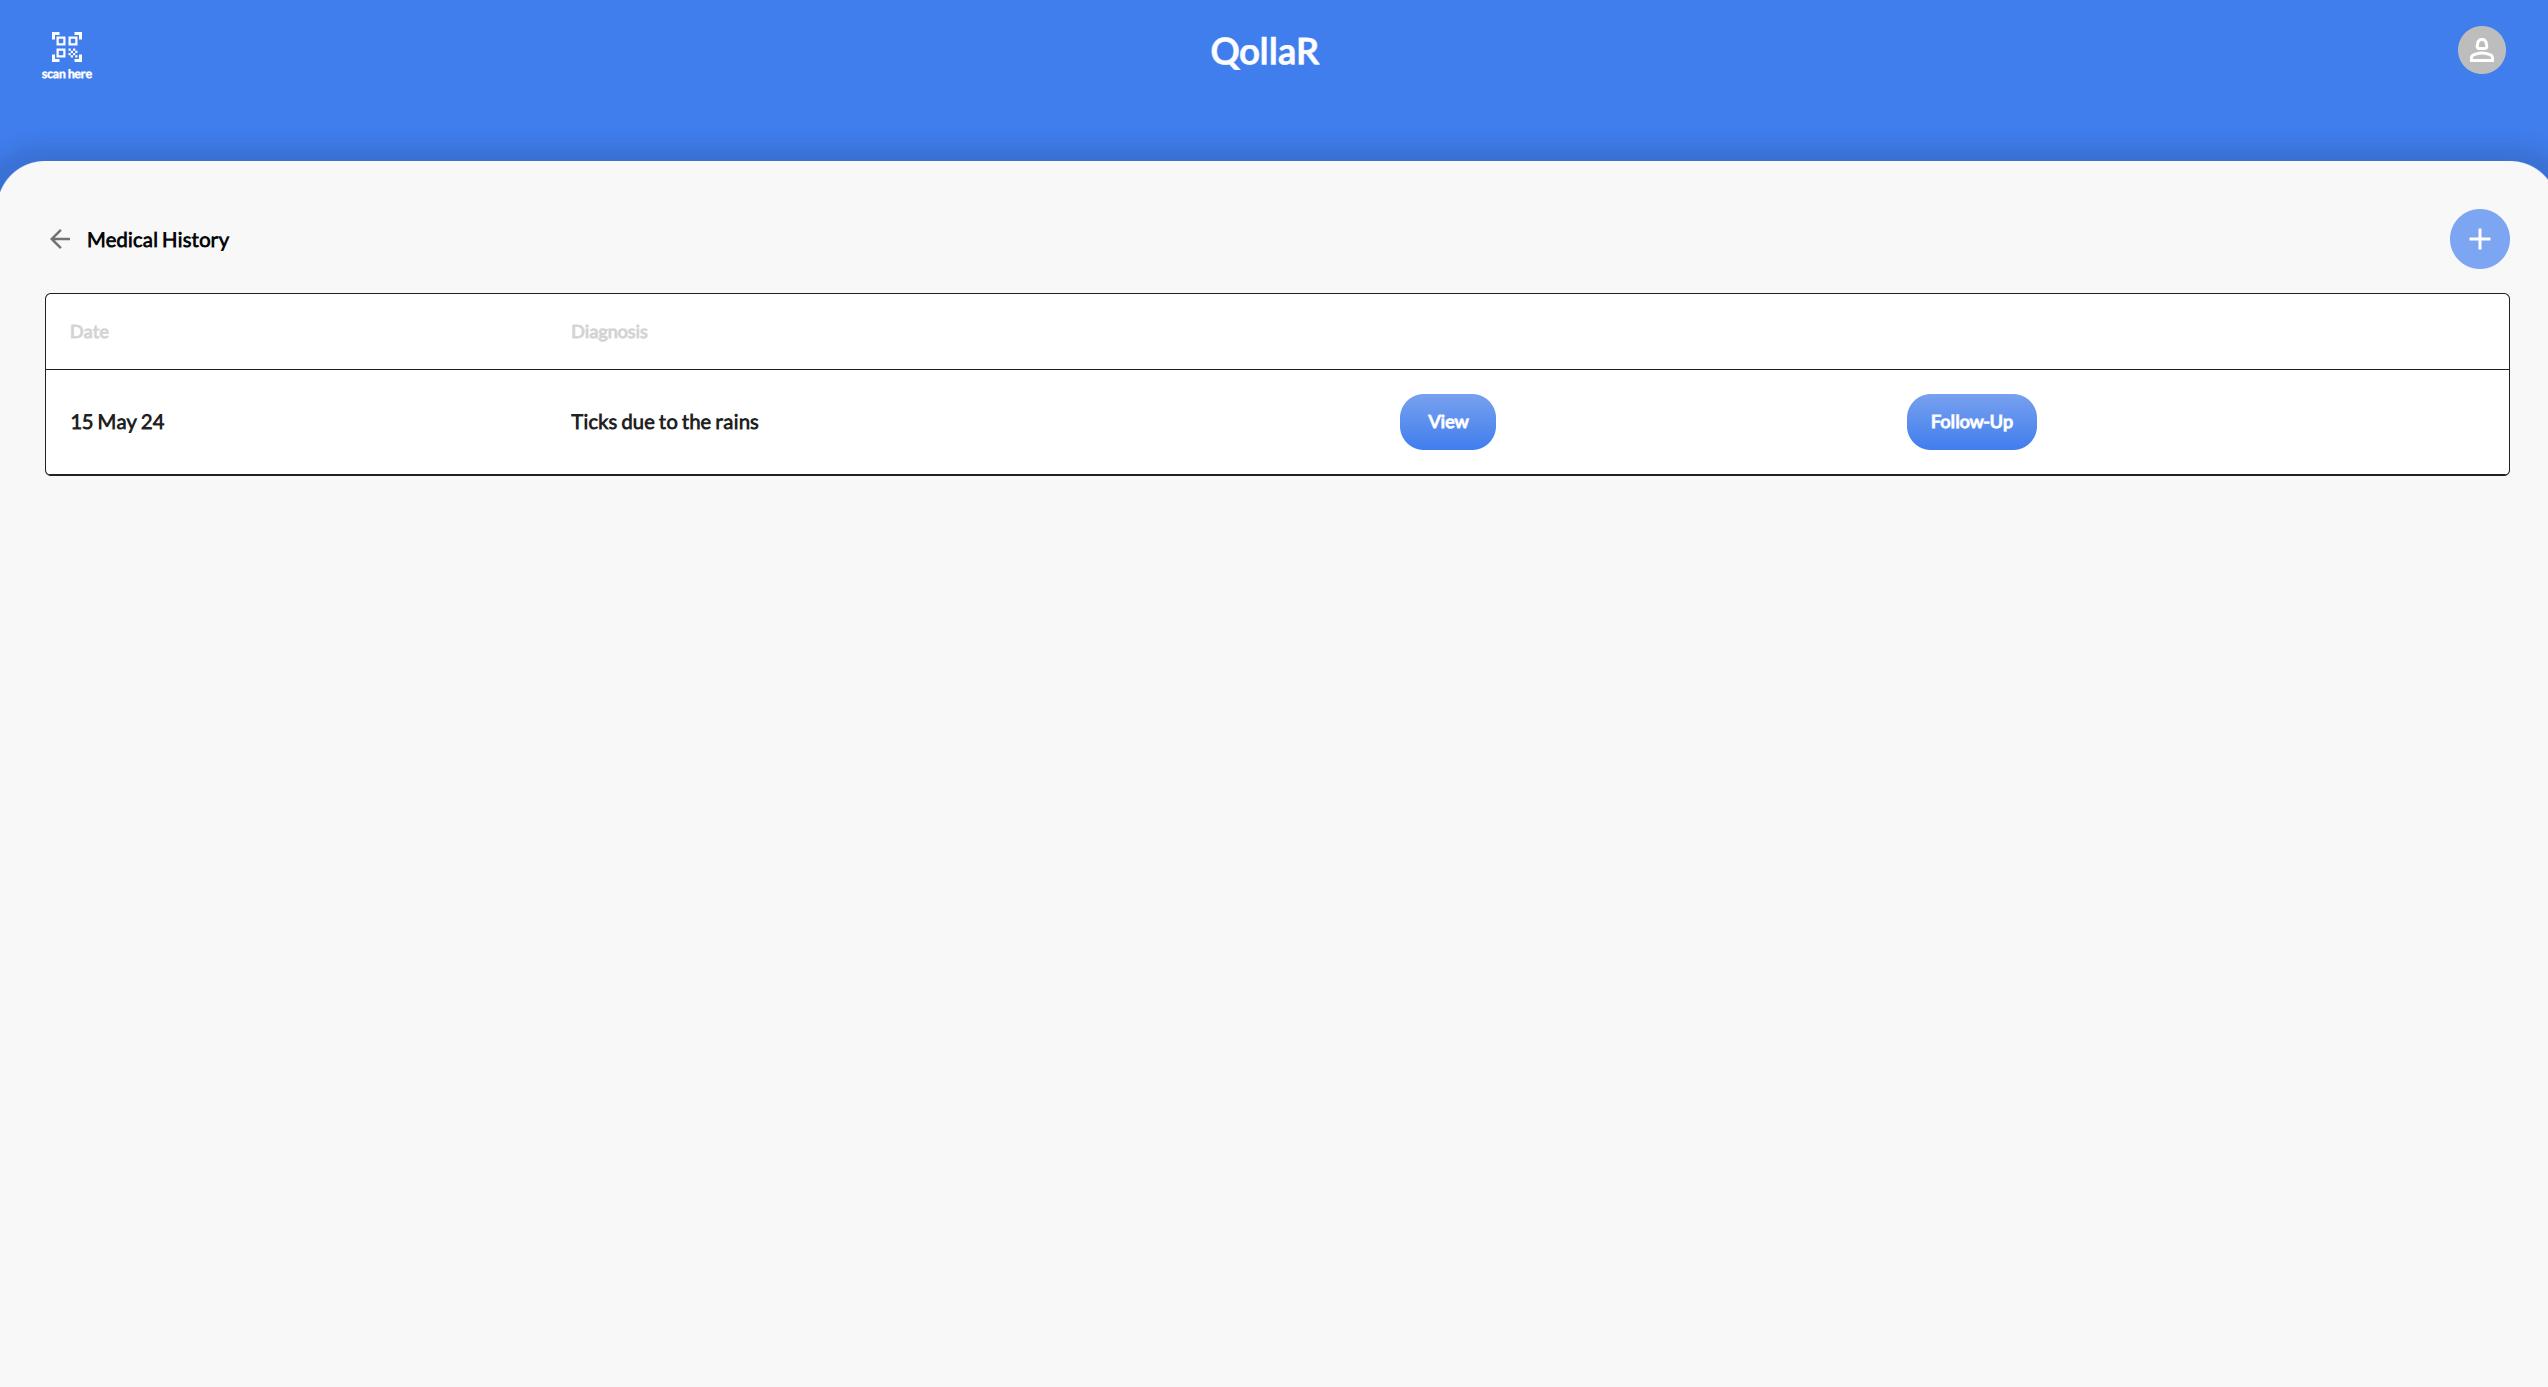 scan here
QollaR
Medical History
Date Diagnosis
15 May 24 Ticks due to the rains View Follow-Up